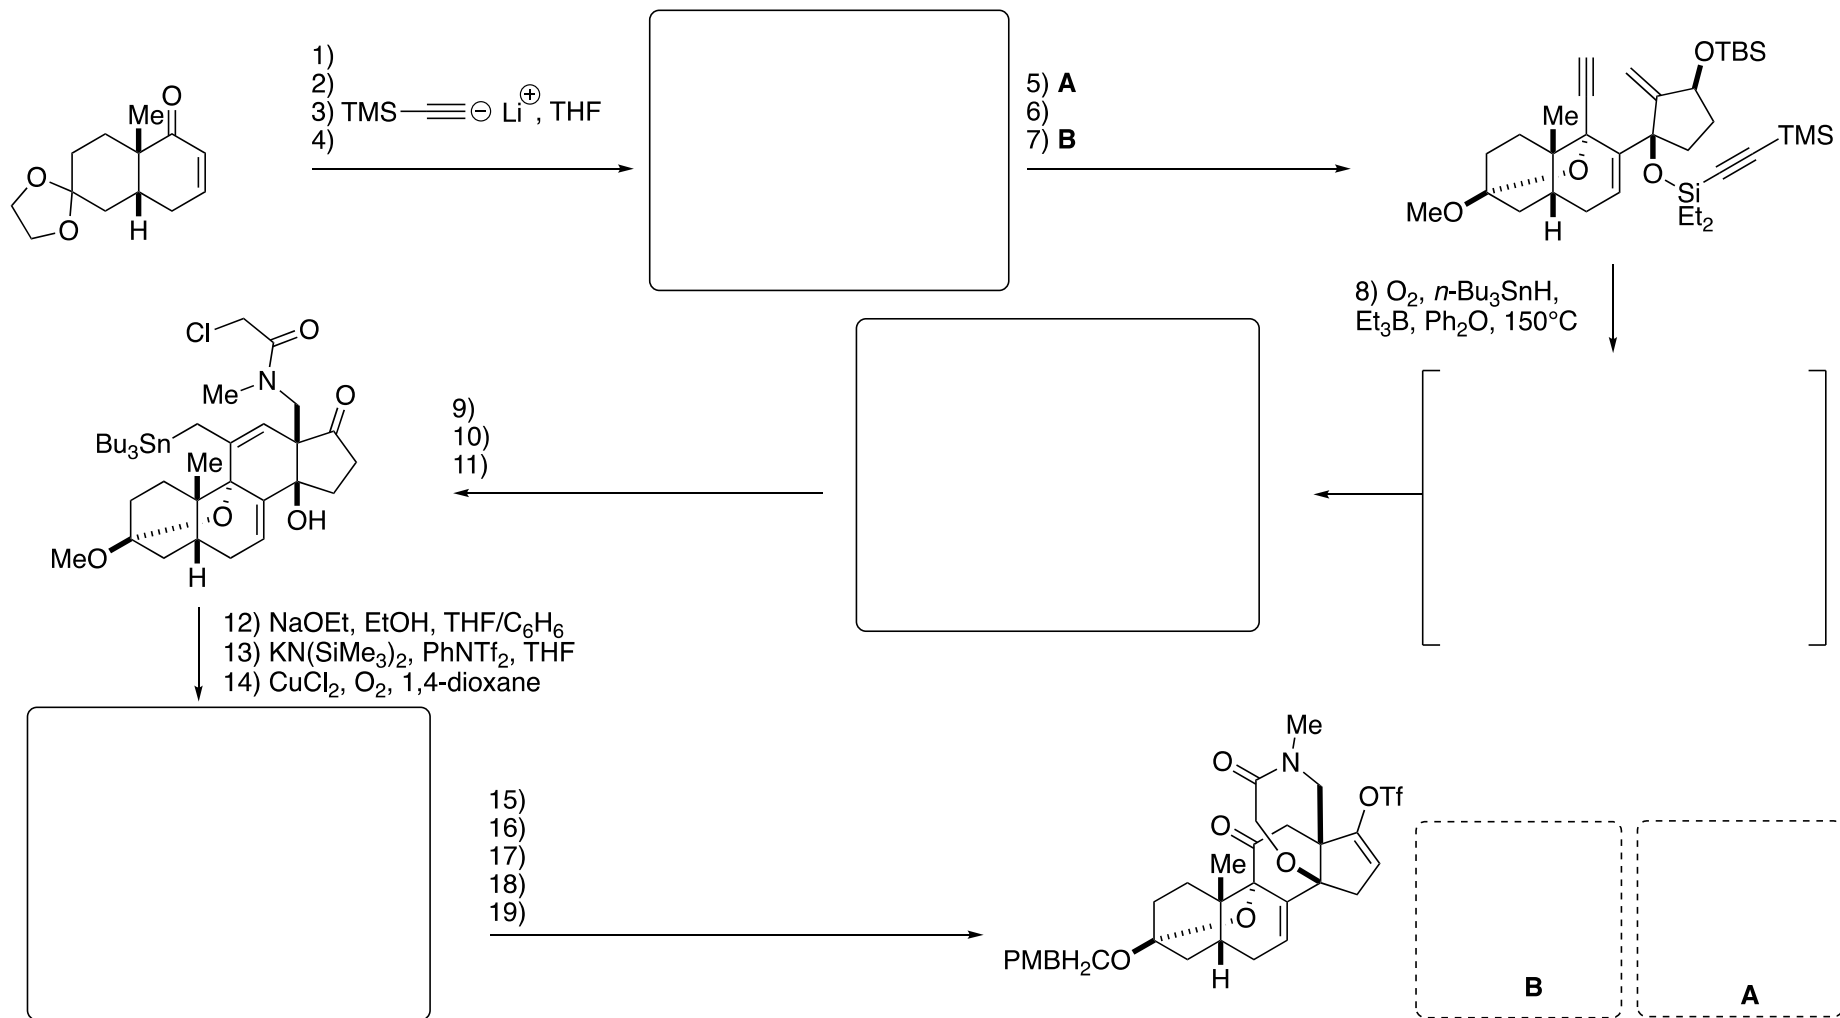 O
Me
O
O
H
1)
2)
3) TMS ⊖ Li⊕, THF
4)
5) A
6)
7) B
OTBS
Me
TMS
O
O
Si
Et2
MeO
H
8) O2, n-Bu3SnH,
Et3B, Ph2O, 150°C
Cl
O
N
Me
O
Bu3Sn
Me
O
OH
MeO
H
9)
10)
11)
12) NaOEt, EtOH, THF/C6H6
13) KN(SiMe3)2, PhNTf2, THF
14) CuCl2, O2, 1,4-dioxane
15)
16)
17)
18)
19)
Me
O
N
OTf
O
Me
O
O
PMBH2CO
H
B
A